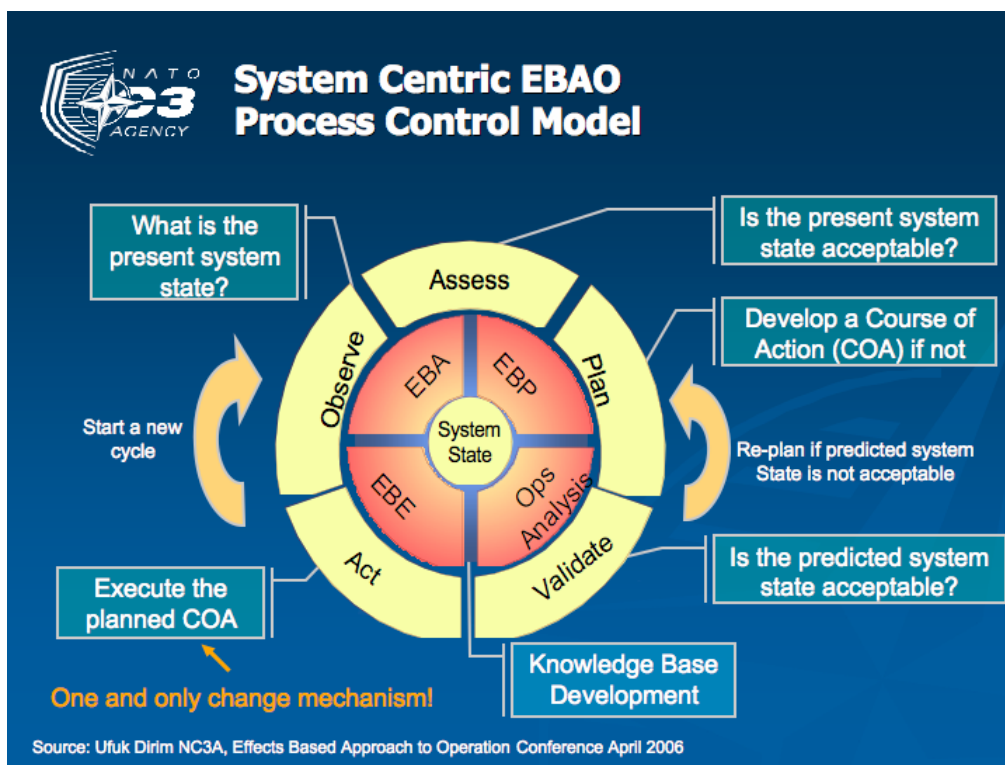 NATO
C3
AGENCY
System Centric EBAO
Process Control Model
What is the
present system
state?
Is the present system
state acceptable?
Assess
Develop a Course of
Action (COA) if not
Observe
Plan
EBA
EBP
System
State
Start a new
cycle
Re-plan if predicted system
State is not acceptable
EBE
Ops
Analysis
Act
Validate
Is the predicted system
state acceptable?
Execute the
planned COA
Knowledge Base
Development
One and only change mechanism!
Source: Ufuk Dirim NC3A, Effects Based Approach to Operation Conference April 2006